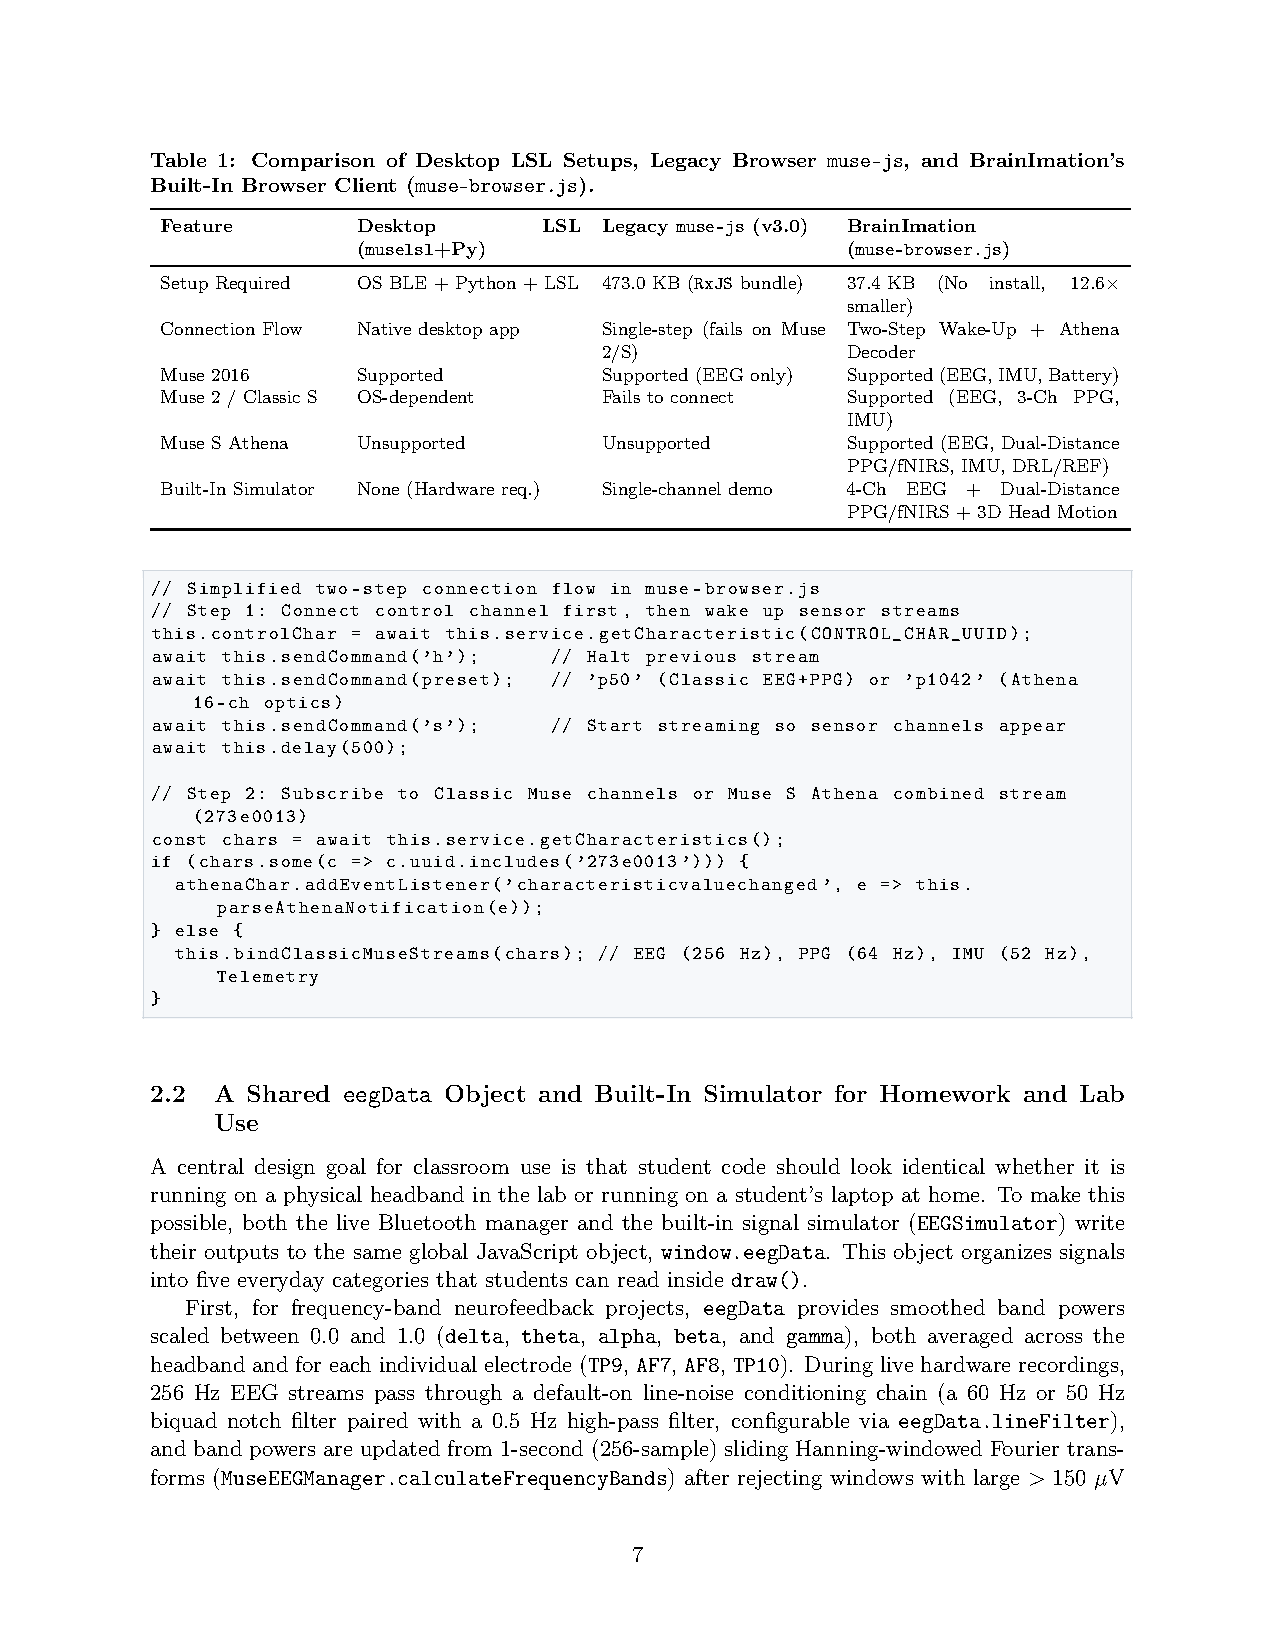 Table 1: Comparison of Desktop LSL Setups, Legacy Browser muse-js, and BrainImation's
Built-In Browser Client (muse-browser.js).
Feature Desktop LSL Legacy muse-js (v3.0) BrainImation
(muselsl+Py) (muse-browser.js)
Setup Required OS BLE + Python + LSL 473.0 KB (RxJS bundle) 37.4 KB (No install, 12.6×
smaller)
Connection Flow Native desktop app Single-step (fails on Muse Two-Step Wake-Up + Athena
2/S) Decoder
Muse 2016 Supported Supported (EEG only) Supported (EEG, IMU, Battery)
Muse 2 / Classic S OS-dependent Fails to connect Supported (EEG, 3-Ch PPG,
IMU)
Muse S Athena Unsupported Unsupported Supported (EEG, Dual-Distance
PPG/fNIRS, IMU, DRL/REF)
Built-In Simulator None (Hardware req.) Single-channel demo 4-Ch EEG + Dual-Distance
PPG/fNIRS + 3D Head Motion
// Simplified two-step connection flow in muse-browser.js
// Step 1: Connect control channel first, then wake up sensor streams
this.controlChar = await this.service.getCharacteristic(CONTROL_CHAR_UUID);
await this.sendCommand('h'); // Halt previous stream
await this.sendCommand(preset); // 'p50' (Classic EEG+PPG) or 'p1042' (Athena
16-ch optics)
await this.sendCommand('s'); // Start streaming so sensor channels appear
await this.delay(500);
// Step 2: Subscribe to Classic Muse channels or Muse S Athena combined stream
(273e0013)
const chars = await this.service.getCharacteristics();
if (chars.some(c => c.uuid.includes('273e0013'))) {
athenaChar.addEventListener('characteristicvaluechanged', e => this.
parseAthenaNotification(e));
} else {
this.bindClassicMuseStreams(chars); // EEG (256 Hz), PPG (64 Hz), IMU (52 Hz),
Telemetry
}
2.2 A Shared eegData Object and Built-In Simulator for Homework and Lab
Use
A central design goal for classroom use is that student code should look identical whether it is
running on a physical headband in the lab or running on a student's laptop at home. To make this
possible, both the live Bluetooth manager and the built-in signal simulator (EEGSimulator) write
their outputs to the same global JavaScript object, window.eegData. This object organizes signals
into five everyday categories that students can read inside draw().
First, for frequency-band neurofeedback projects, eegData provides smoothed band powers
scaled between 0.0 and 1.0 (delta, theta, alpha, beta, and gamma), both averaged across the
headband and for each individual electrode (TP9, AF7, AF8, TP10). During live hardware recordings,
256 Hz EEG streams pass through a default-on line-noise conditioning chain (a 60 Hz or 50 Hz
biquad notch filter paired with a 0.5 Hz high-pass filter, configurable via eegData.lineFilter),
and band powers are updated from 1-second (256-sample) sliding Hanning-windowed Fourier trans-
forms (MuseEEGManager.calculateFrequencyBands) after rejecting windows with large > 150 μV
7